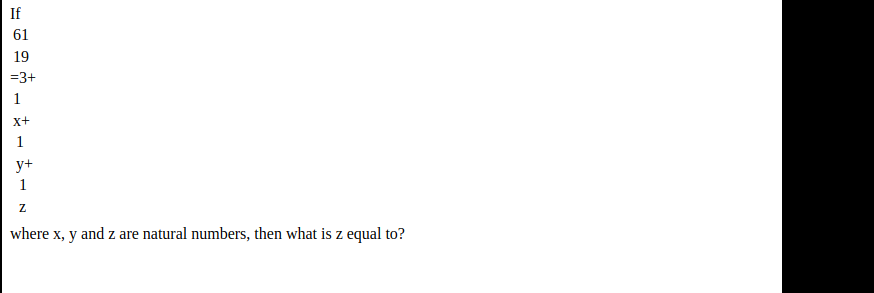 If
61
19
=3+
1
x+
1
y+
1
z
where x, y and z are natural numbers, then what is z equal to?